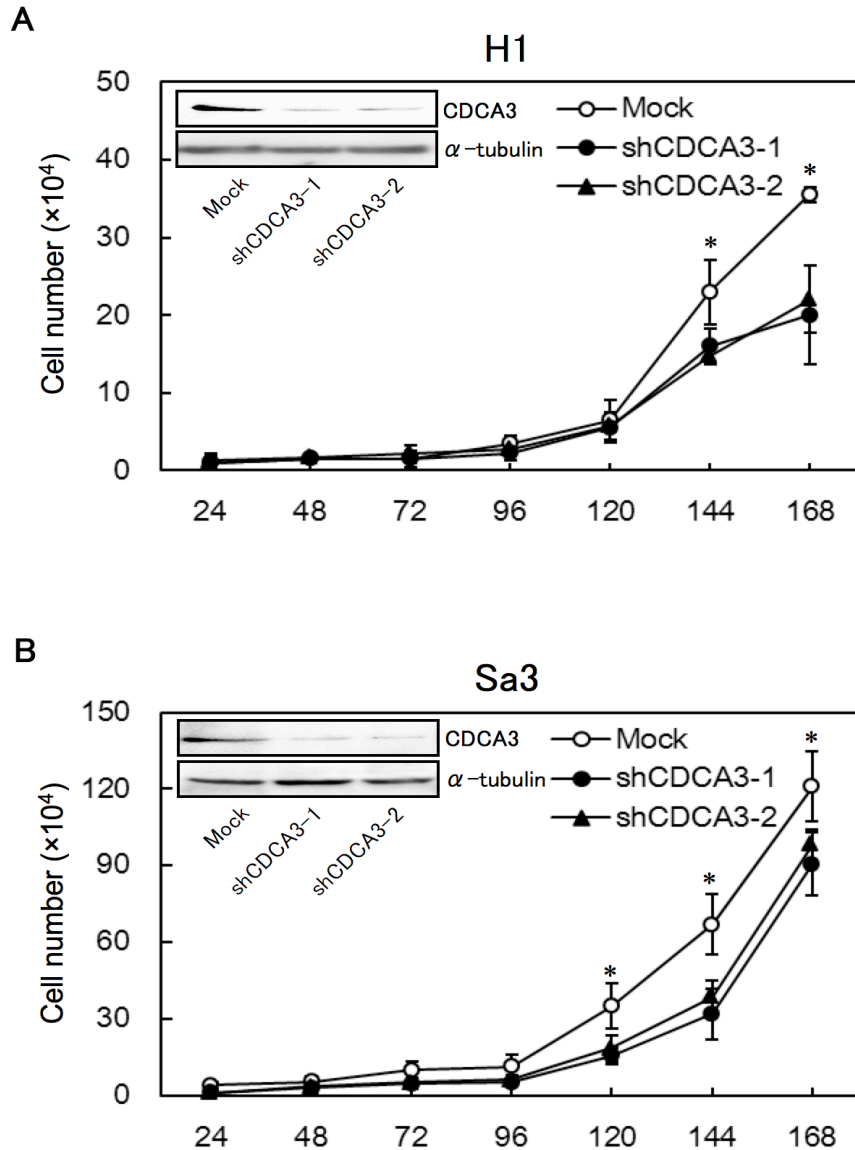 A
H1
50
40
30
20
10
0
Cell number (×10⁴)
CDCA3
α-tubulin
Mock
shCDCA3-1
shCDCA3-2
Mock
shCDCA3-1
shCDCA3-2
*
*
24 48 72 96 120 144 168
B
Sa3
150
120
90
60
30
0
Cell number (×10⁴)
CDCA3
α-tubulin
Mock
shCDCA3-1
shCDCA3-2
Mock
shCDCA3-1
shCDCA3-2
*
*
*
24 48 72 96 120 144 168